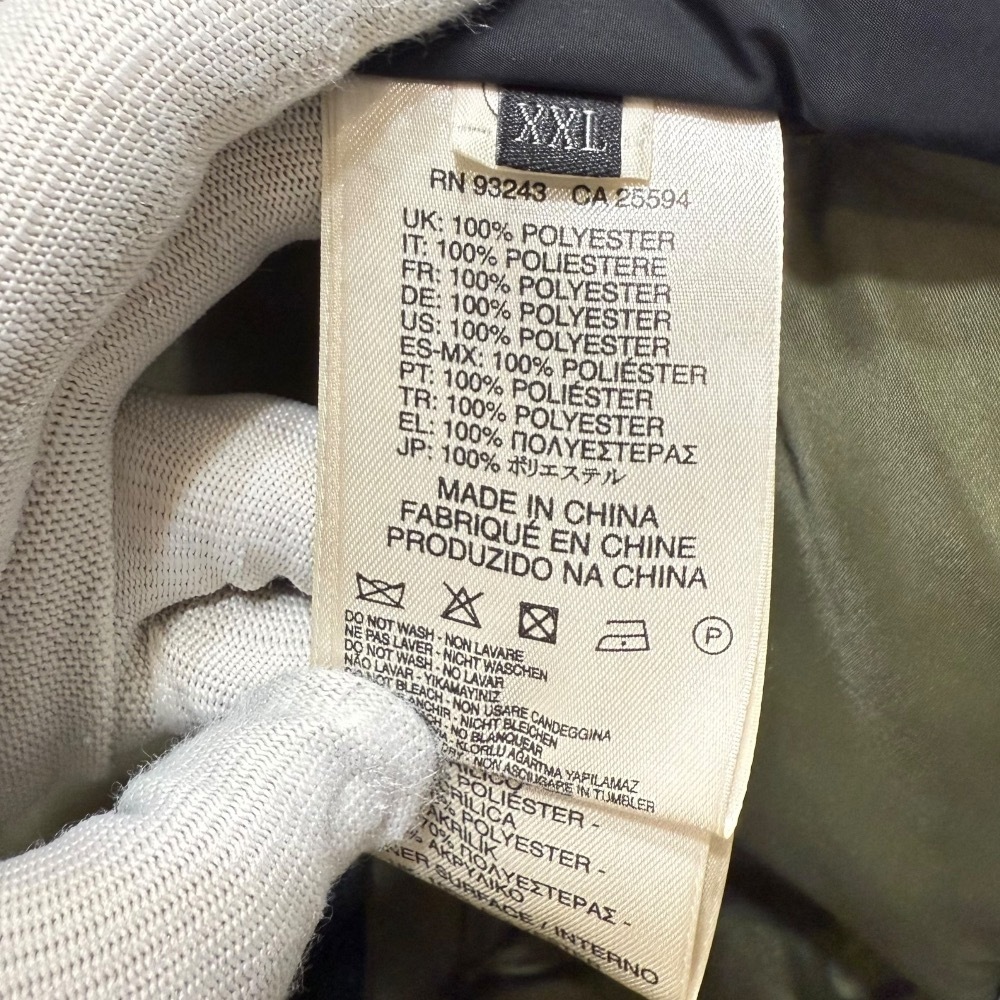 XXL
RN 93243 CA 25594
UK: 100% POLYESTER
IT: 100% POLIESTERE
FR: 100% POLYESTER
DE: 100% POLYESTER
US: 100% POLYESTER
ES-MX: 100% POLIÉSTER
PT: 100% POLIÉSTER
TR: 100% POLYESTER
EL: 100% ΠΟΛΥΕΣΤΕΡΑΣ
JP: 100% ポリエステル
MADE IN CHINA
FABRIQUÉ EN CHINE
PRODUZIDO NA CHINA
P
DO NOT WASH - NON LAVARE
NE PAS LAVER - NICHT WASCHEN
DO NOT WASH - NO LAVAR
NÃO LAVAR - YIKAMAYINIZ
NOT BLEACH - NON USARE CANDEGGINA
- NICHT BLEICHEN
- NO BLANQUEAR
- KLORLU AGARTMA YAPILAMAZ
- NON ASCIUGARE IN TUMBLER
POLIÉSTER -
POLYESTER -
% ΠΟΛΥΕΣΤΕΡΑΣ -
% ΑΚΡΥΛΙΚΟ
/ SURFACE / INTERNO